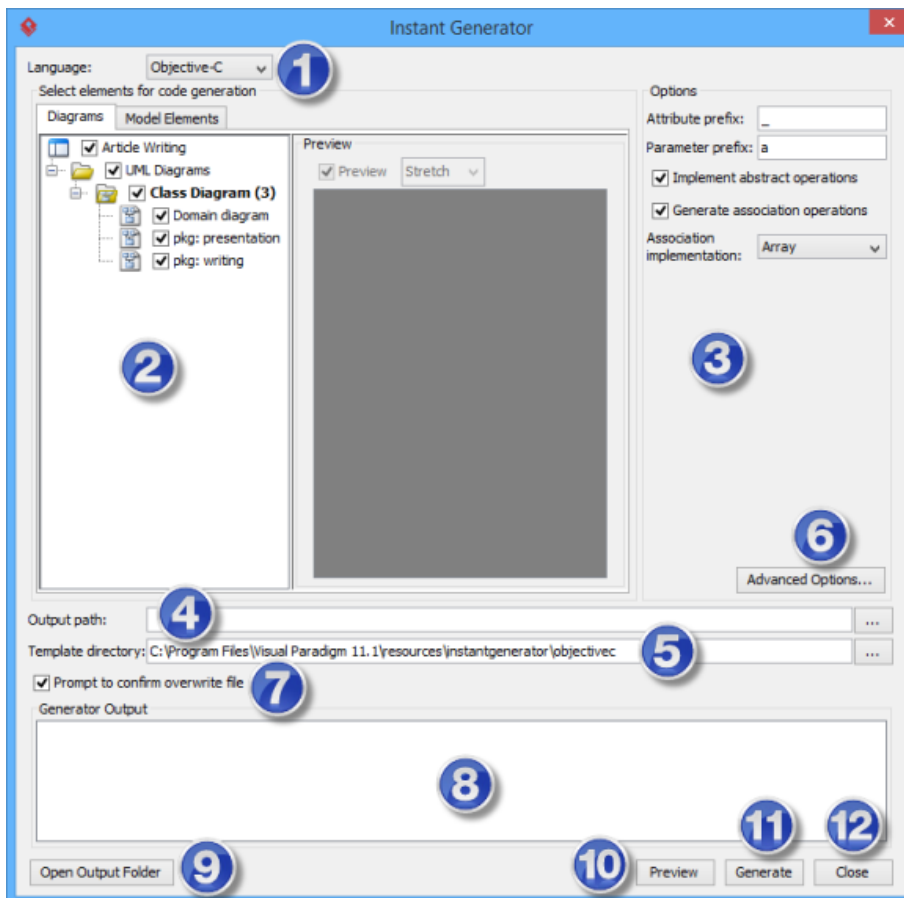 Instant Generator
Language: Objective-C 1
Select elements for code generation
Diagrams Model Elements
Article Writing
UML Diagrams
Class Diagram (3)
Domain diagram
pkg: presentation
pkg: writing
2
Preview
Preview Stretch
Options
Attribute prefix: _
Parameter prefix: a
Implement abstract operations
Generate association operations
Association
implementation: Array
3
6
Advanced Options...
Output path: 4 ...
Template directory: C:\Program Files\Visual Paradigm 11.1\resources\instantgenerator\objectivec 5 ...
Prompt to confirm overwrite file 7
Generator Output
8
Open Output Folder 9 10 Preview 11 Generate 12 Close